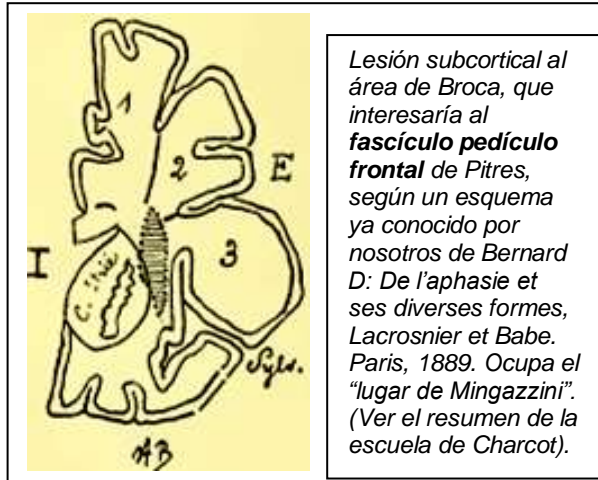 1
2
E
3
I
C. Strié
Sylv.
AB
Lesión subcortical al
área de Broca, que
interesaría al
fascículo pedículo
frontal de Pitres,
según un esquema
ya conocido por
nosotros de Bernard
D: De l'aphasie et
ses diverses formes,
Lacrosnier et Babe.
Paris, 1889. Ocupa el
“lugar de Mingazzini”.
(Ver el resumen de la
escuela de Charcot).